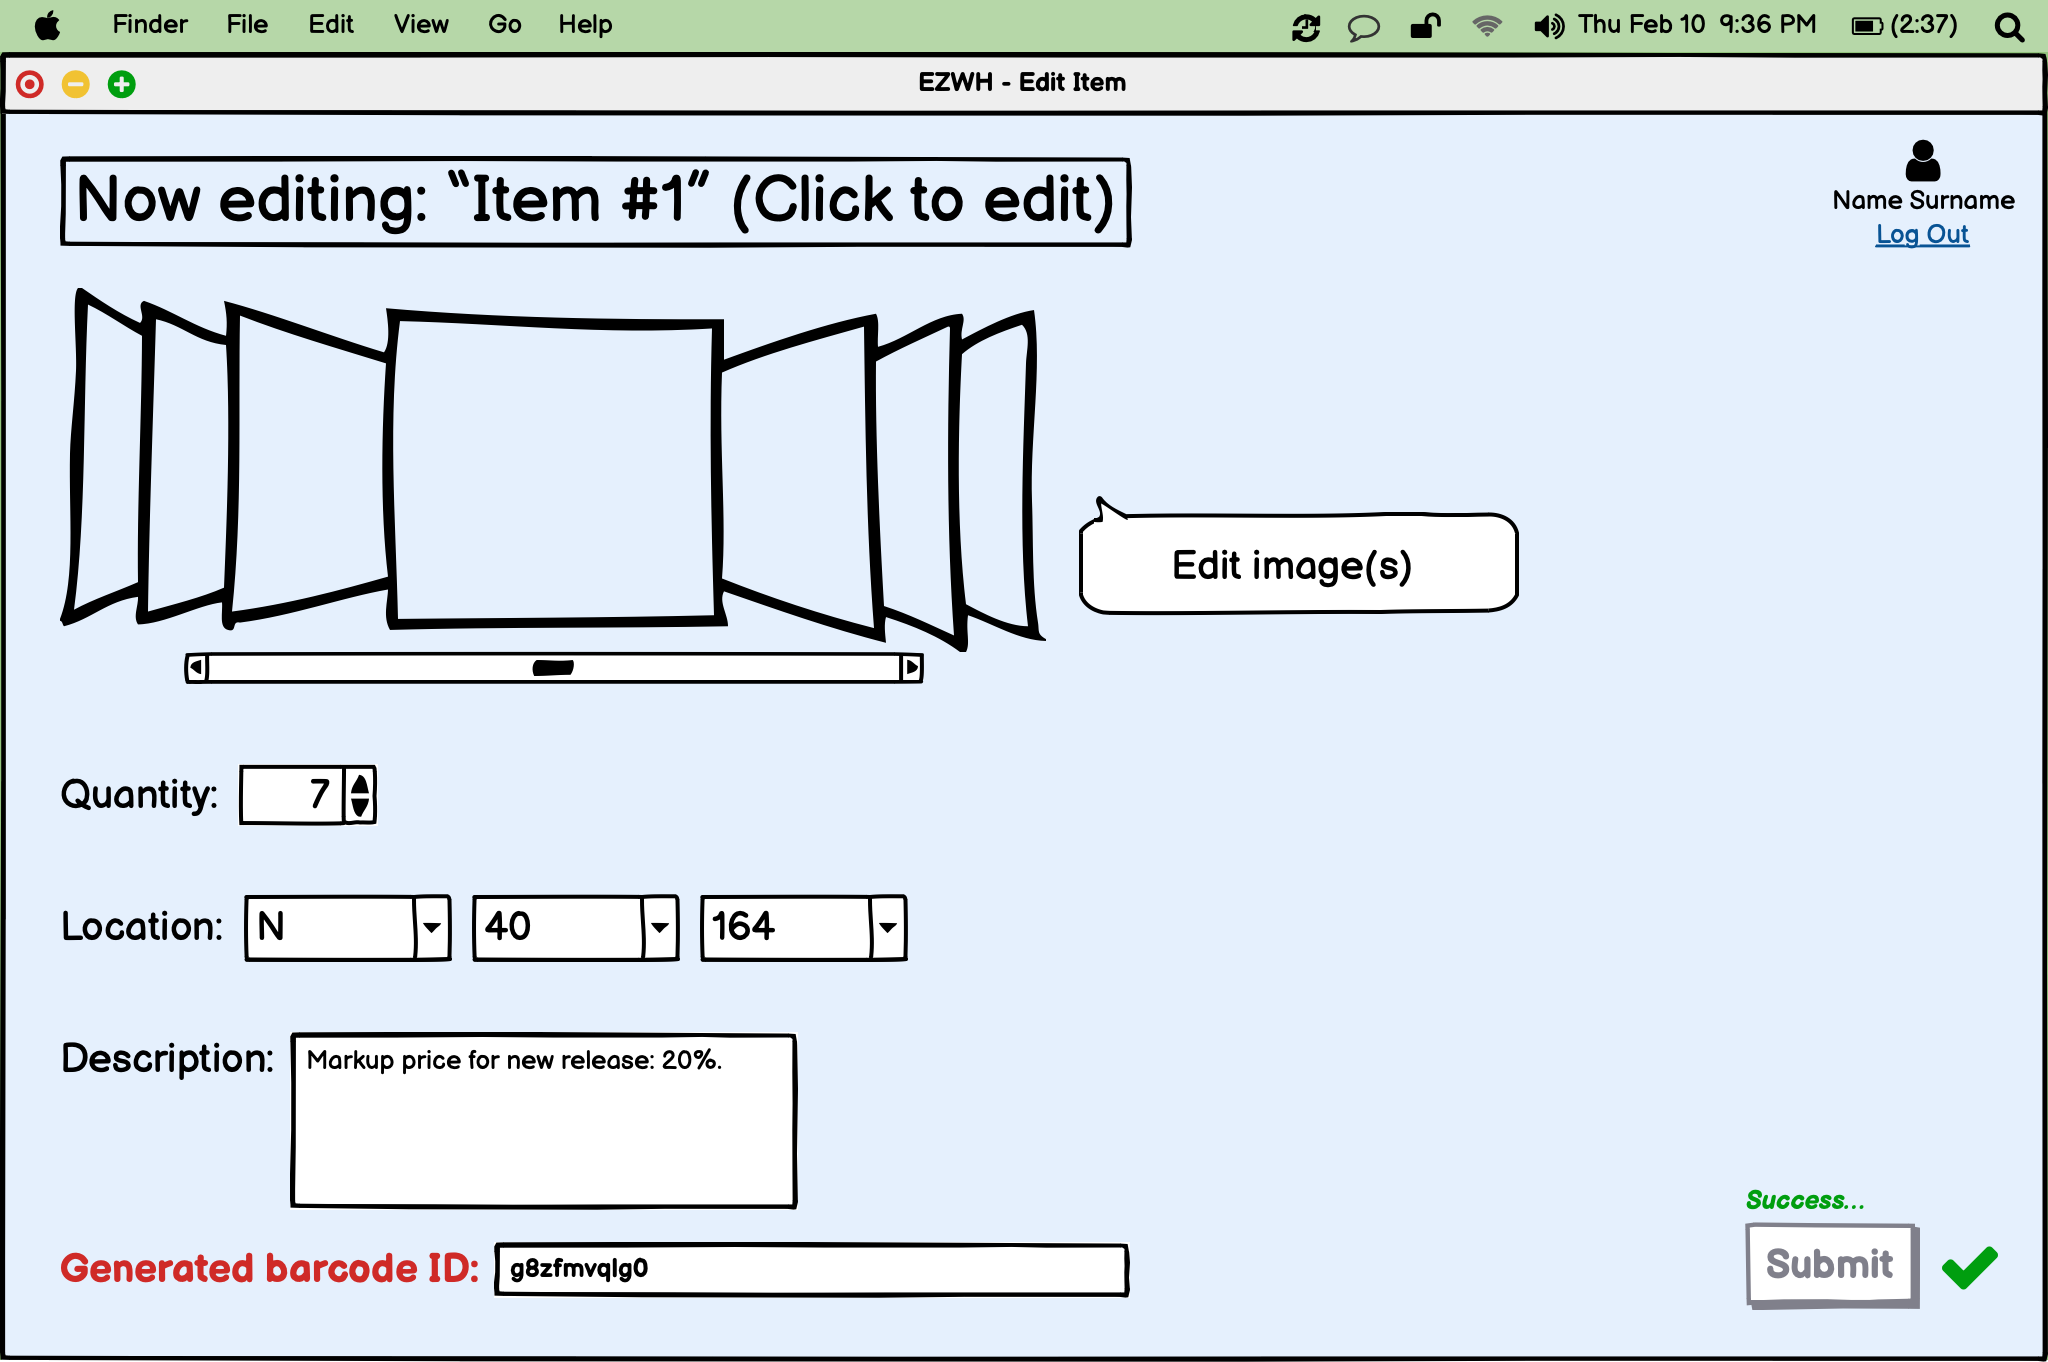 Finder File Edit View Go Help Thu Feb 10 9:36 PM (2:37)
EZWH - Edit Item
Now editing: “Item #1” (Click to edit)
Name Surname
Log Out
Edit image(s)
Quantity: 7
Location: N 40 164
Description: Markup price for new release: 20%.
Success...
Generated barcode ID: g8zfmvqlg0
Submit